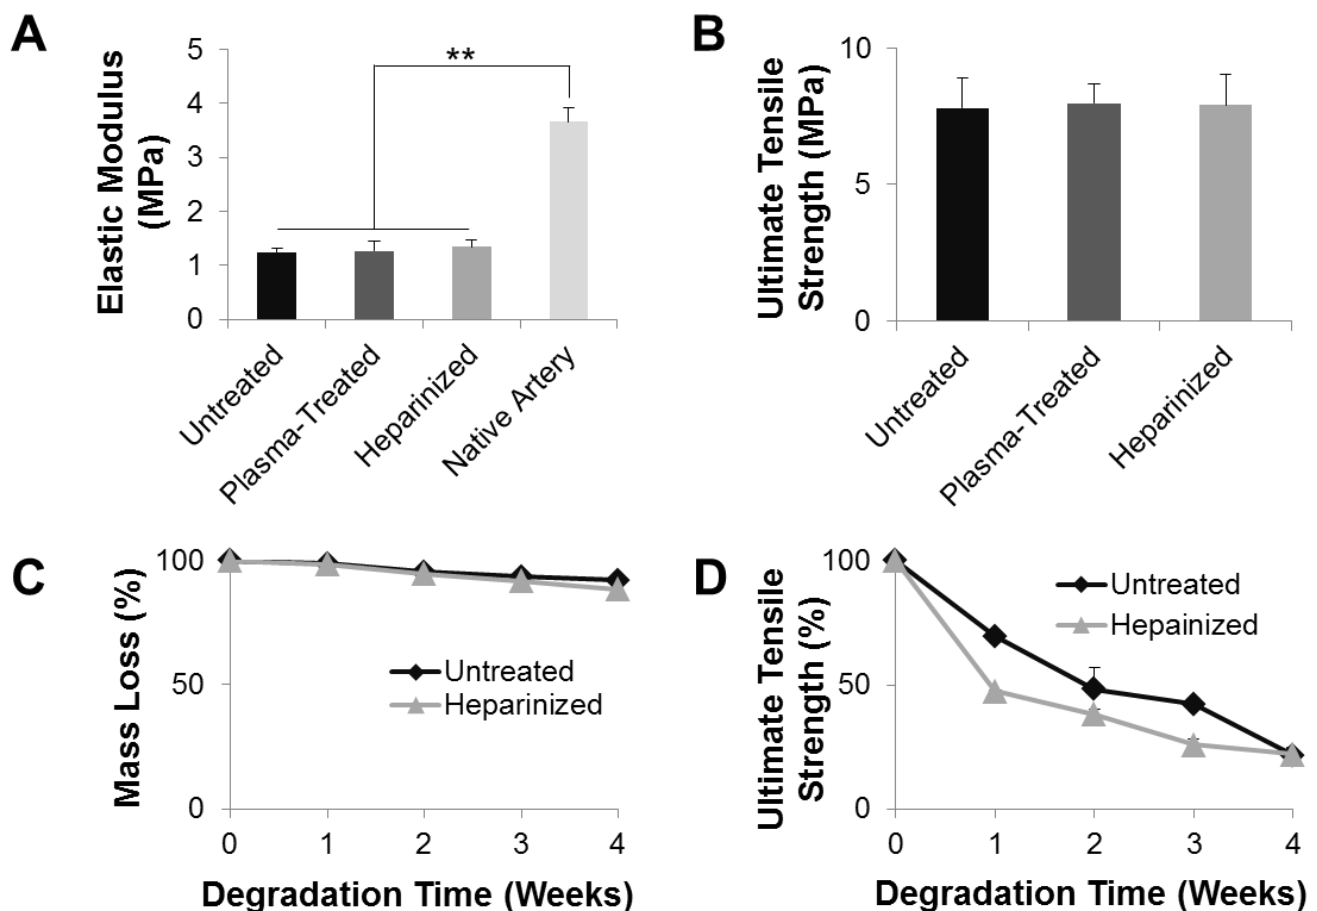 A
Elastic Modulus
(MPa)
5
4
3
2
1
0
**
Untreated
Plasma-Treated
Heparinized
Native Artery
B
Ultimate Tensile
Strength (MPa)
10
5
0
Untreated
Plasma-Treated
Heparinized
C
Mass Loss (%)
100
50
0
Untreated
Heparinized
0 1 2 3 4
Degradation Time (Weeks)
D
Ultimate Tensile
Strength (%)
100
50
0
Untreated
Hepainized
0 1 2 3 4
Degradation Time (Weeks)